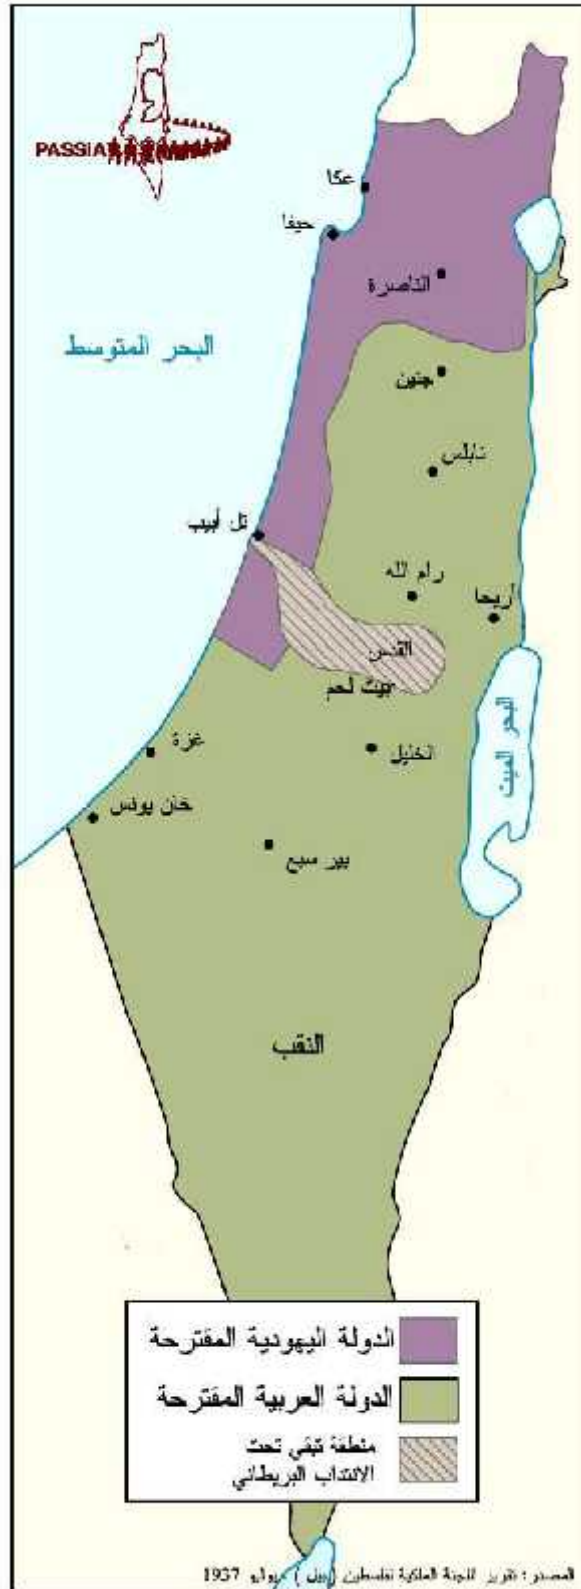 PASSIA
عكا
حيفا
الناصرة
البحر المتوسط
جنين
نابلس
تل أبيب
رام الله
أريحا
القدس
بيت لحم
البحر الميت
غزة
الخليل
خان يونس
بير سبع
النقب
الدولة اليهودية المقترحة
الدولة العربية المقترحة
منطقة تبقي تحت
الانتداب البريطاني
المصدر : تقرير اللجنة الملكية لفلسطين ( بيل ) - يوليو 1937